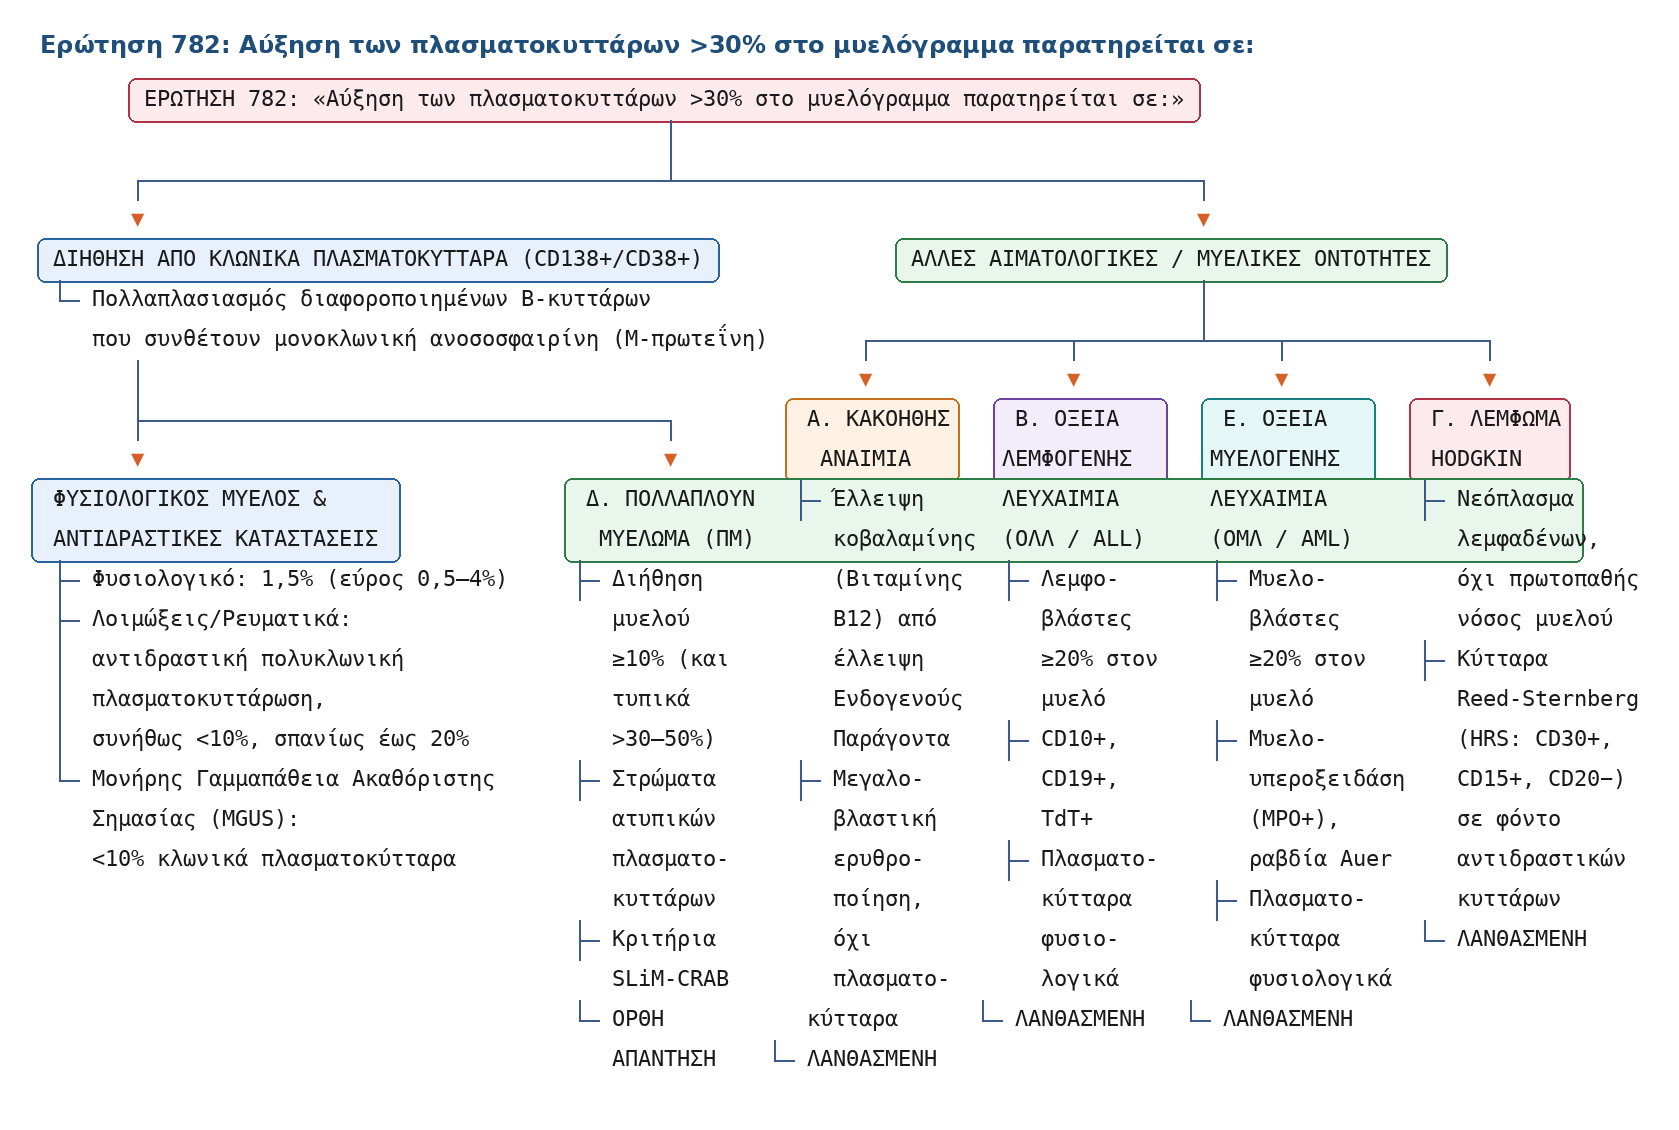 Ερώτηση 782: Αύξηση των πλασματοκυττάρων >30% στο μυελόγραμμα παρατηρείται σε:
ΕΡΩΤΗΣΗ 782: «Αύξηση των πλασματοκυττάρων >30% στο μυελόγραμμα παρατηρείται σε:»
ΔΙΗΘΗΣΗ ΑΠΟ ΚΛΩΝΙΚΑ ΠΛΑΣΜΑΤΟΚΥΤΤΑΡΑ (CD138+/CD38+)
Πολλαπλασιασμός διαφοροποιημένων Β-κυττάρων
που συνθέτουν μονοκλωνική ανοσοσφαιρίνη (Μ-πρωτεΐνη)
ΦΥΣΙΟΛΟΓΙΚΟΣ ΜΥΕΛΟΣ &
ΑΝΤΙΔΡΑΣΤΙΚΕΣ ΚΑΤΑΣΤΑΣΕΙΣ
Φυσιολογικό: 1,5% (εύρος 0,5–4%)
Λοιμώξεις/Ρευματικά:
αντιδραστική πολυκλωνική
πλασματοκυττάρωση,
συνήθως <10%, σπανίως έως 20%
Μονήρης Γαμμαπάθεια Ακαθόριστης
Σημασίας (MGUS):
<10% κλωνικά πλασματοκύτταρα
Δ. ΠΟΛΛΑΠΛΟΥΝ
ΜΥΕΛΩΜΑ (ΠΜ)
Διήθηση
μυελού
≥10% (και
τυπικά
>30–50%)
Στρώματα
ατυπικών
πλασματο-
κυττάρων
Κριτήρια
SLiM-CRAB
ΟΡΘΗ
ΑΠΑΝΤΗΣΗ
ΑΛΛΕΣ ΑΙΜΑΤΟΛΟΓΙΚΕΣ / ΜΥΕΛΙΚΕΣ ΟΝΤΟΤΗΤΕΣ
Α. ΚΑΚΟΗΘΗΣ
ΑΝΑΙΜΙΑ
Έλλειψη
κοβαλαμίνης
(Βιταμίνης
Β12) από
έλλειψη
Ενδογενούς
Παράγοντα
Μεγαλο-
βλαστική
ερυθρο-
ποίηση,
όχι
πλασματο-
κύτταρα
ΛΑΝΘΑΣΜΕΝΗ
Β. ΟΞΕΙΑ
ΛΕΜΦΟΓΕΝΗΣ
ΛΕΥΧΑΙΜΙΑ
(ΟΛΛ / ALL)
Λεμφο-
βλάστες
≥20% στον
μυελό
CD10+,
CD19+,
TdT+
Πλασματο-
κύτταρα
φυσιο-
λογικά
ΛΑΝΘΑΣΜΕΝΗ
Ε. ΟΞΕΙΑ
ΜΥΕΛΟΓΕΝΗΣ
ΛΕΥΧΑΙΜΙΑ
(ΟΜΛ / AML)
Μυελο-
βλάστες
≥20% στον
μυελό
Μυελο-
υπεροξειδάση
(MPO+),
ραβδία Auer
Πλασματο-
κύτταρα
φυσιολογικά
ΛΑΝΘΑΣΜΕΝΗ
Γ. ΛΕΜΦΩΜΑ
HODGKIN
Νεόπλασμα
λεμφαδένων,
όχι πρωτοπαθής
νόσος μυελού
Κύτταρα
Reed-Sternberg
(HRS: CD30+,
CD15+, CD20−)
σε φόντο
αντιδραστικών
κυττάρων
ΛΑΝΘΑΣΜΕΝΗ